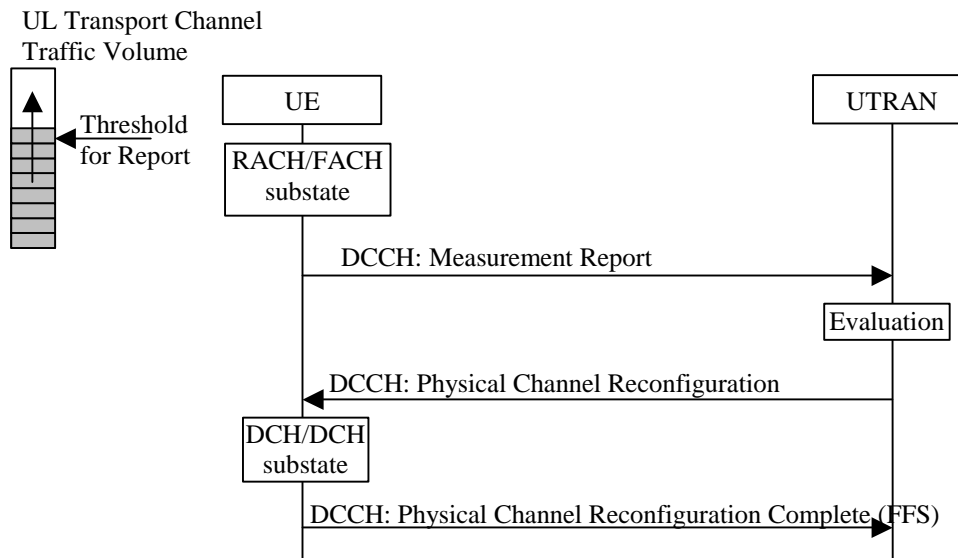 UL Transport Channel
Traffic Volume
UE
UTRAN
Threshold
for Report
RACH/FACH
substate
DCCH: Measurement Report
Evaluation
DCCH: Physical Channel Reconfiguration
DCH/DCH
substate
DCCH: Physical Channel Reconfiguration Complete (FFS)